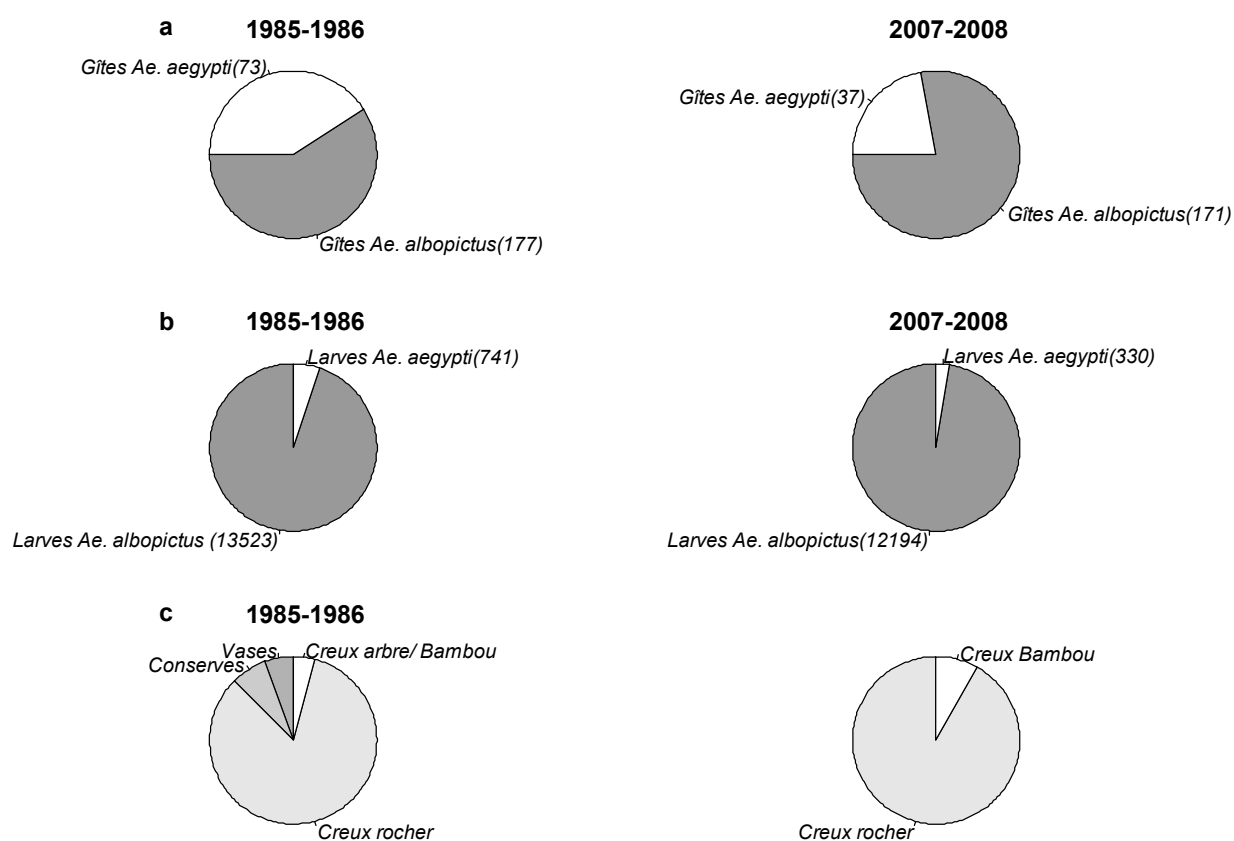 a 1985-1986 2007-2008
Gîtes Ae. aegypti(73)
Gîtes Ae. aegypti(37)
Gîtes Ae. albopictus(177)
Gîtes Ae. albopictus(171)
b 1985-1986 2007-2008
Larves Ae. aegypti(741)
Larves Ae. aegypti(330)
Larves Ae. albopictus (13523)
Larves Ae. albopictus(12194)
c 1985-1986
Vases
Creux arbre/ Bambou
Conserves
Creux Bambou
Creux rocher
Creux rocher